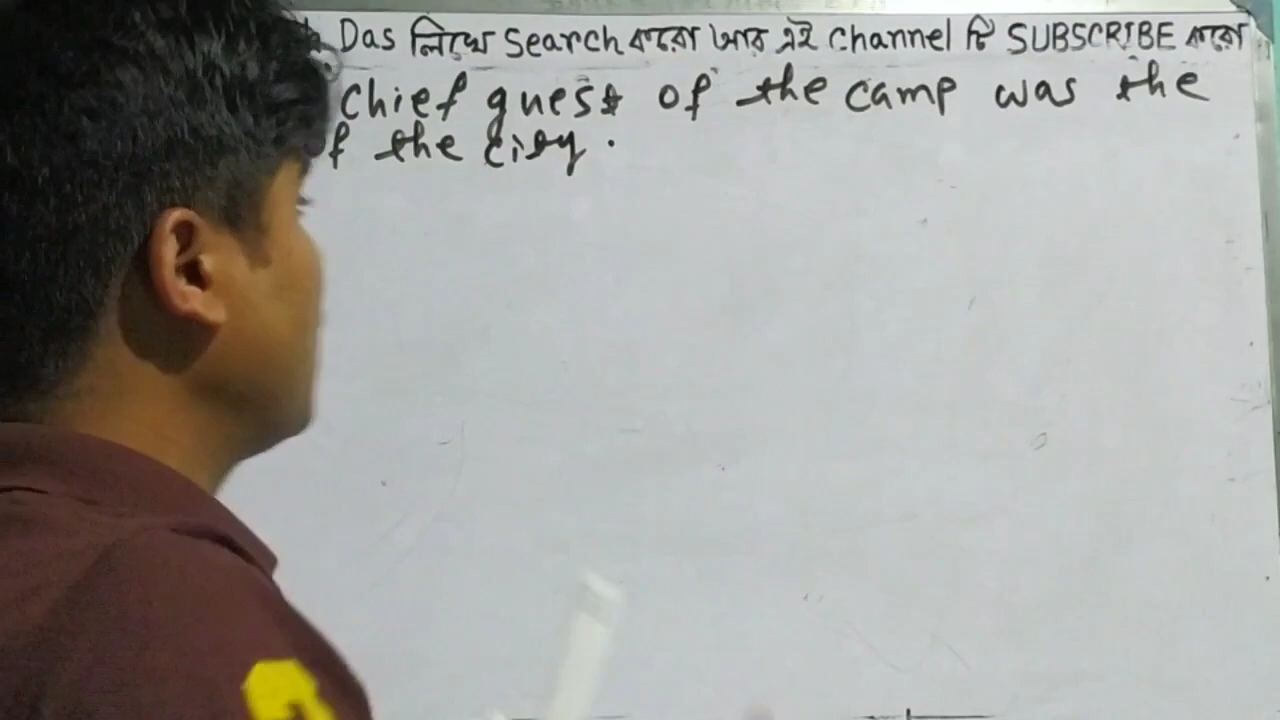 Das লিখে Search করো আর এই Channel টি SUBSCRIBE করো
Chief guest of the camp was the
the city.